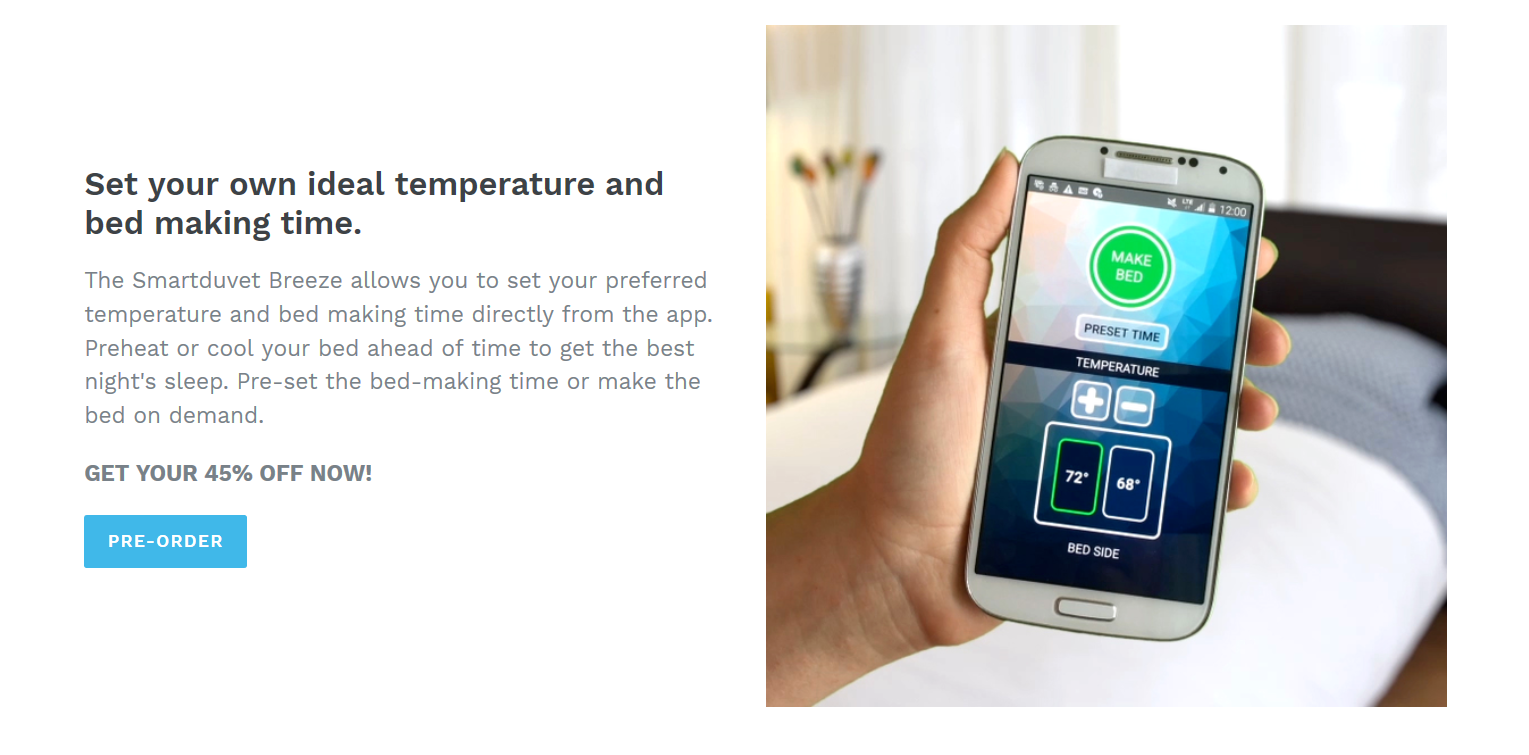 Set your own ideal temperature and
bed making time.
The Smartduvet Breeze allows you to set your preferred
temperature and bed making time directly from the app.
Preheat or cool your bed ahead of time to get the best
night's sleep. Pre-set the bed-making time or make the
bed on demand.
GET YOUR 45% OFF NOW!
PRE-ORDER
LTE
12:00
MAKE
BED
PRESET TIME
TEMPERATURE
+ −
72° 68°
BED SIDE